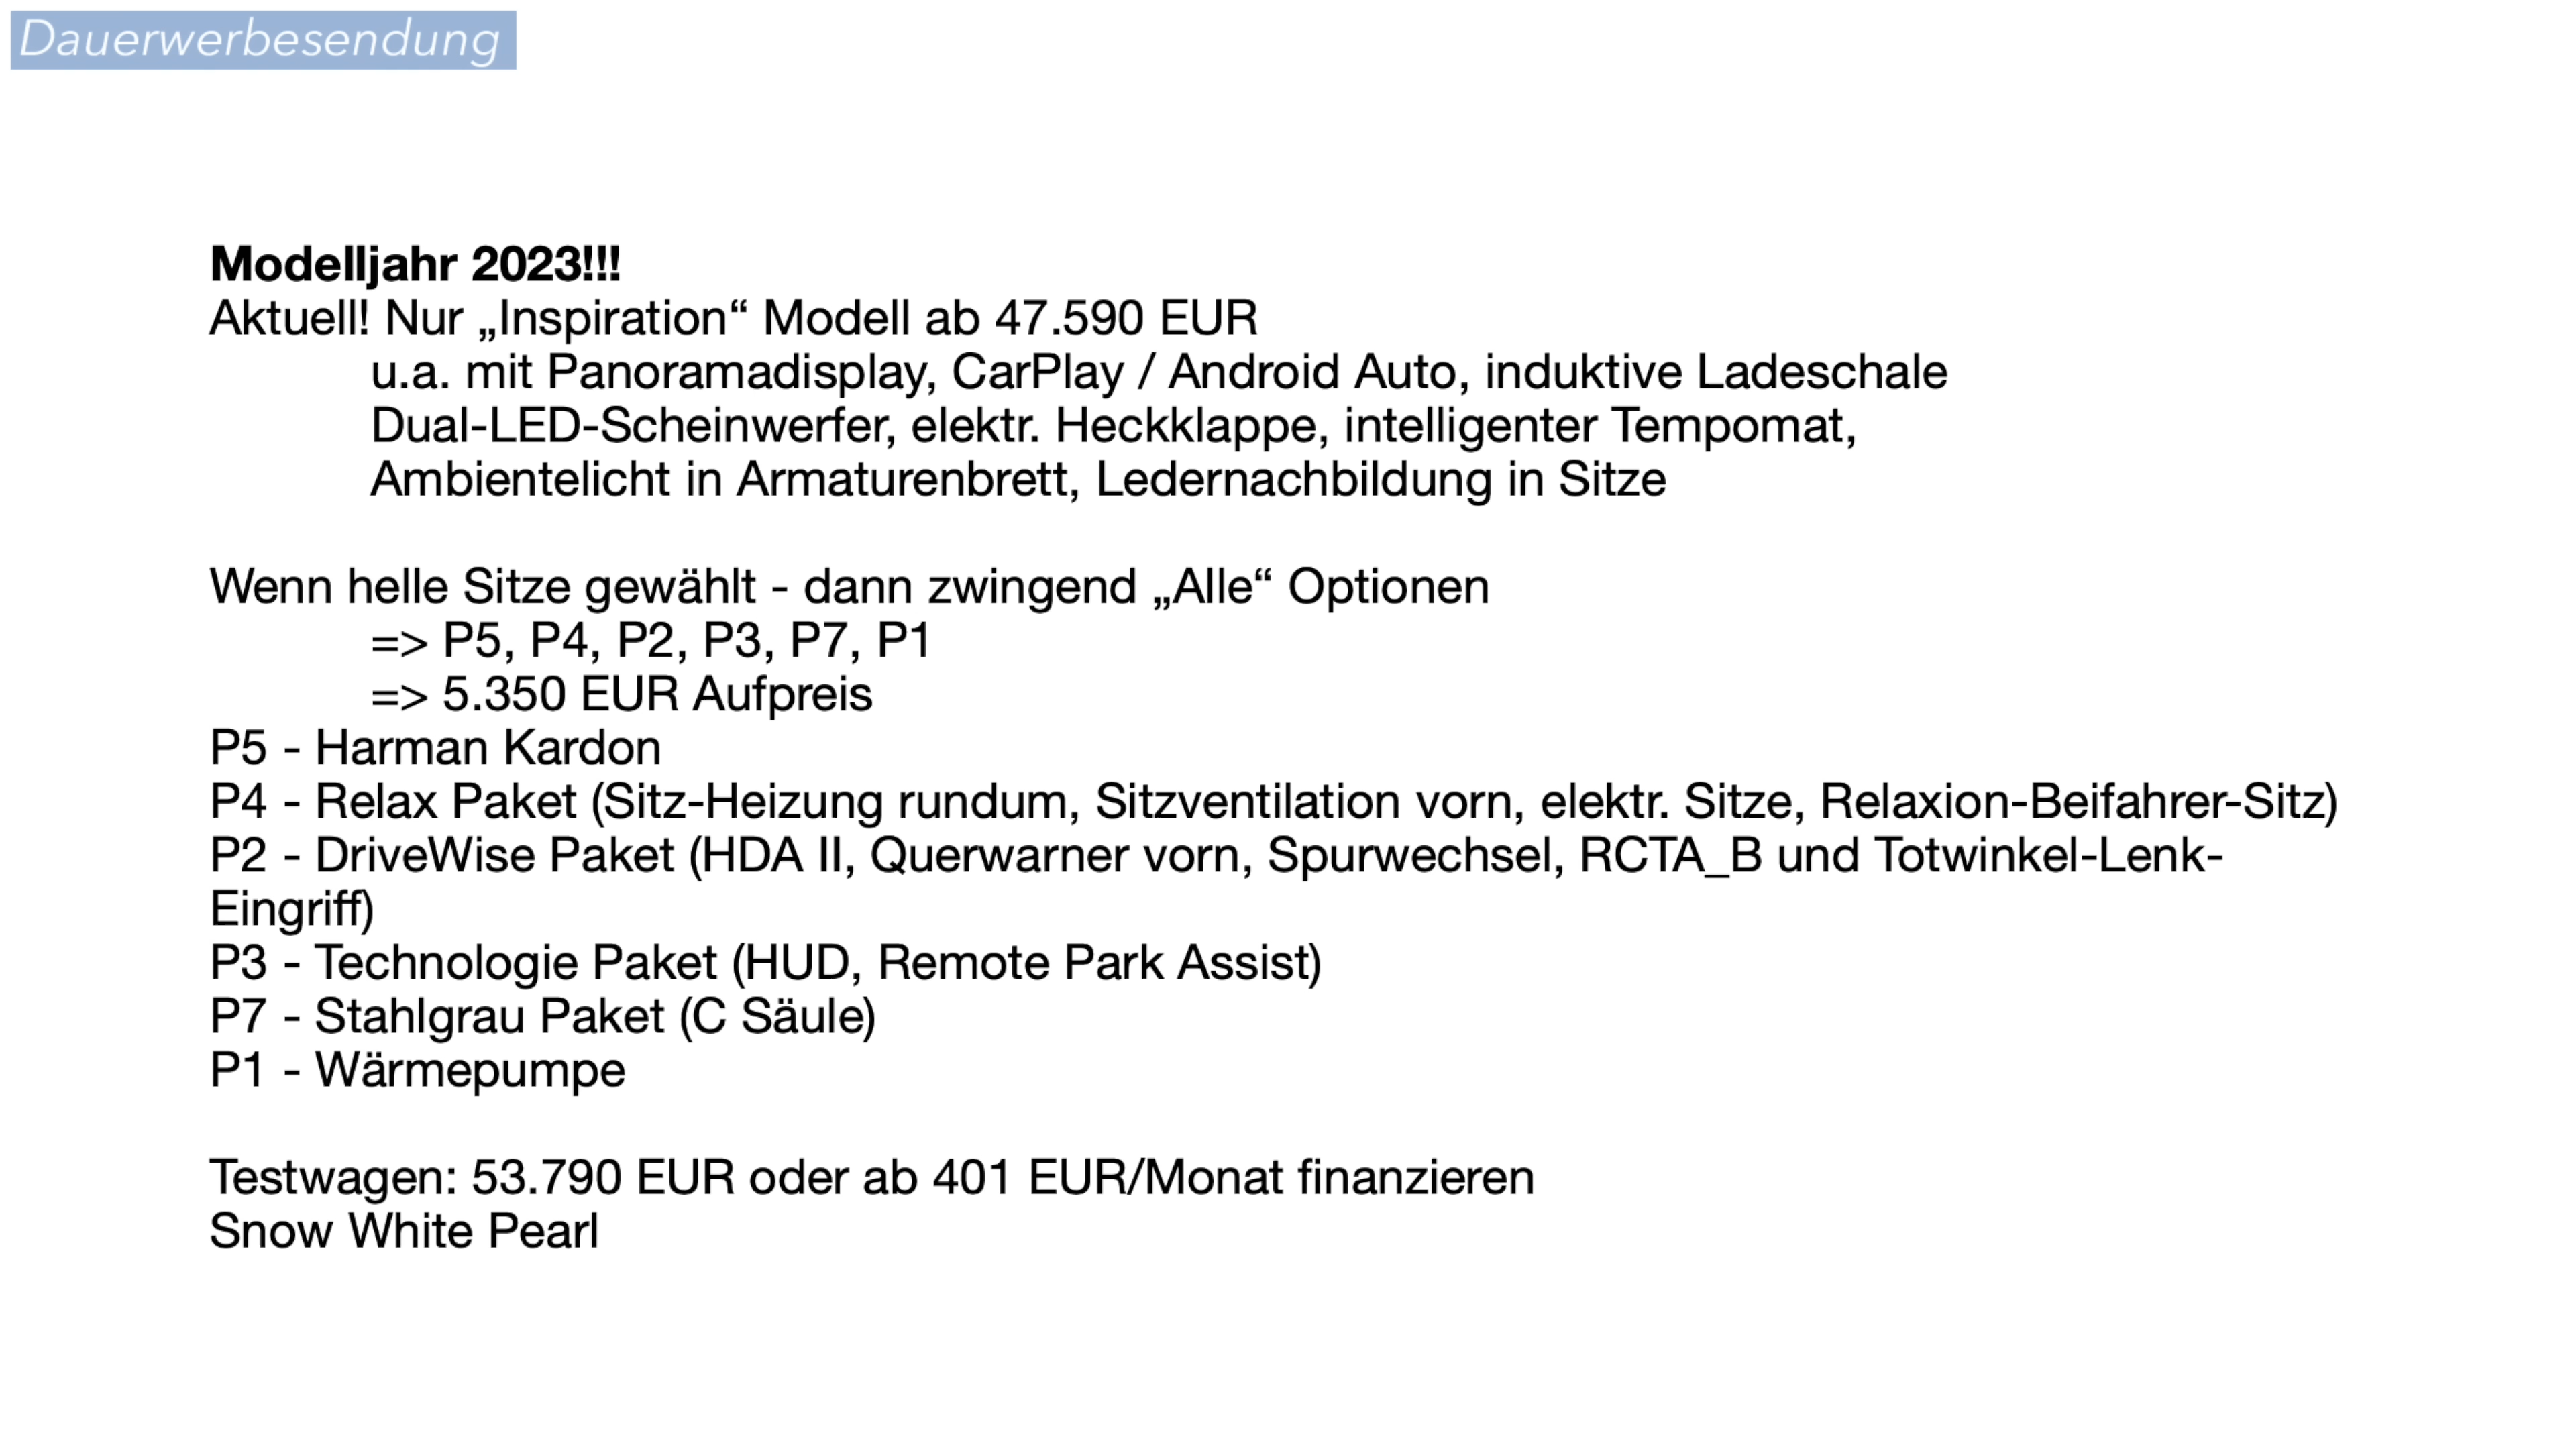 Dauerwerbesendung
Modelljahr 2023!!!
Aktuell! Nur „Inspiration“ Modell ab 47.590 EUR
u.a. mit Panoramadisplay, CarPlay / Android Auto, induktive Ladeschale
Dual-LED-Scheinwerfer, elektr. Heckklappe, intelligenter Tempomat,
Ambientelicht in Armaturenbrett, Ledernachbildung in Sitze
Wenn helle Sitze gewählt - dann zwingend „Alle“ Optionen
=> P5, P4, P2, P3, P7, P1
=> 5.350 EUR Aufpreis
P5 - Harman Kardon
P4 - Relax Paket (Sitz-Heizung rundum, Sitzventilation vorn, elektr. Sitze, Relaxion-Beifahrer-Sitz)
P2 - DriveWise Paket (HDA II, Querwarner vorn, Spurwechsel, RCTA_B und Totwinkel-Lenk-
Eingriff)
P3 - Technologie Paket (HUD, Remote Park Assist)
P7 - Stahlgrau Paket (C Säule)
P1 - Wärmepumpe
Testwagen: 53.790 EUR oder ab 401 EUR/Monat finanzieren
Snow White Pearl